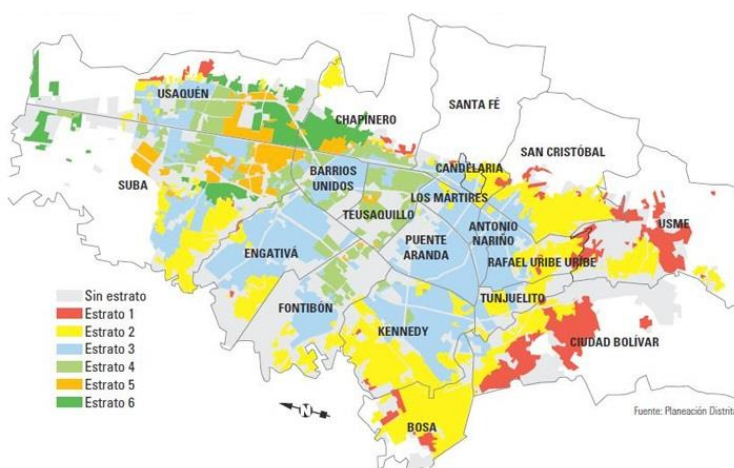 USAQUÉN
CHAPINERO
SANTA FÉ
SAN CRISTÓBAL
CANDELARIA
BARRIOS
UNIDOS
SUBA
LOS MÁRTIRES
TEUSAQUILLO
USME
ANTONIO
NARIÑO
PUENTE
ARANDA
ENGATIVÁ
RAFAEL URIBE URIBE
TUNJUELITO
FONTIBÓN
KENNEDY
CIUDAD BOLÍVAR
BOSA
Sin estrato
Estrato 1
Estrato 2
Estrato 3
Estrato 4
Estrato 5
Estrato 6
N
Fuente: Planeación Distrita